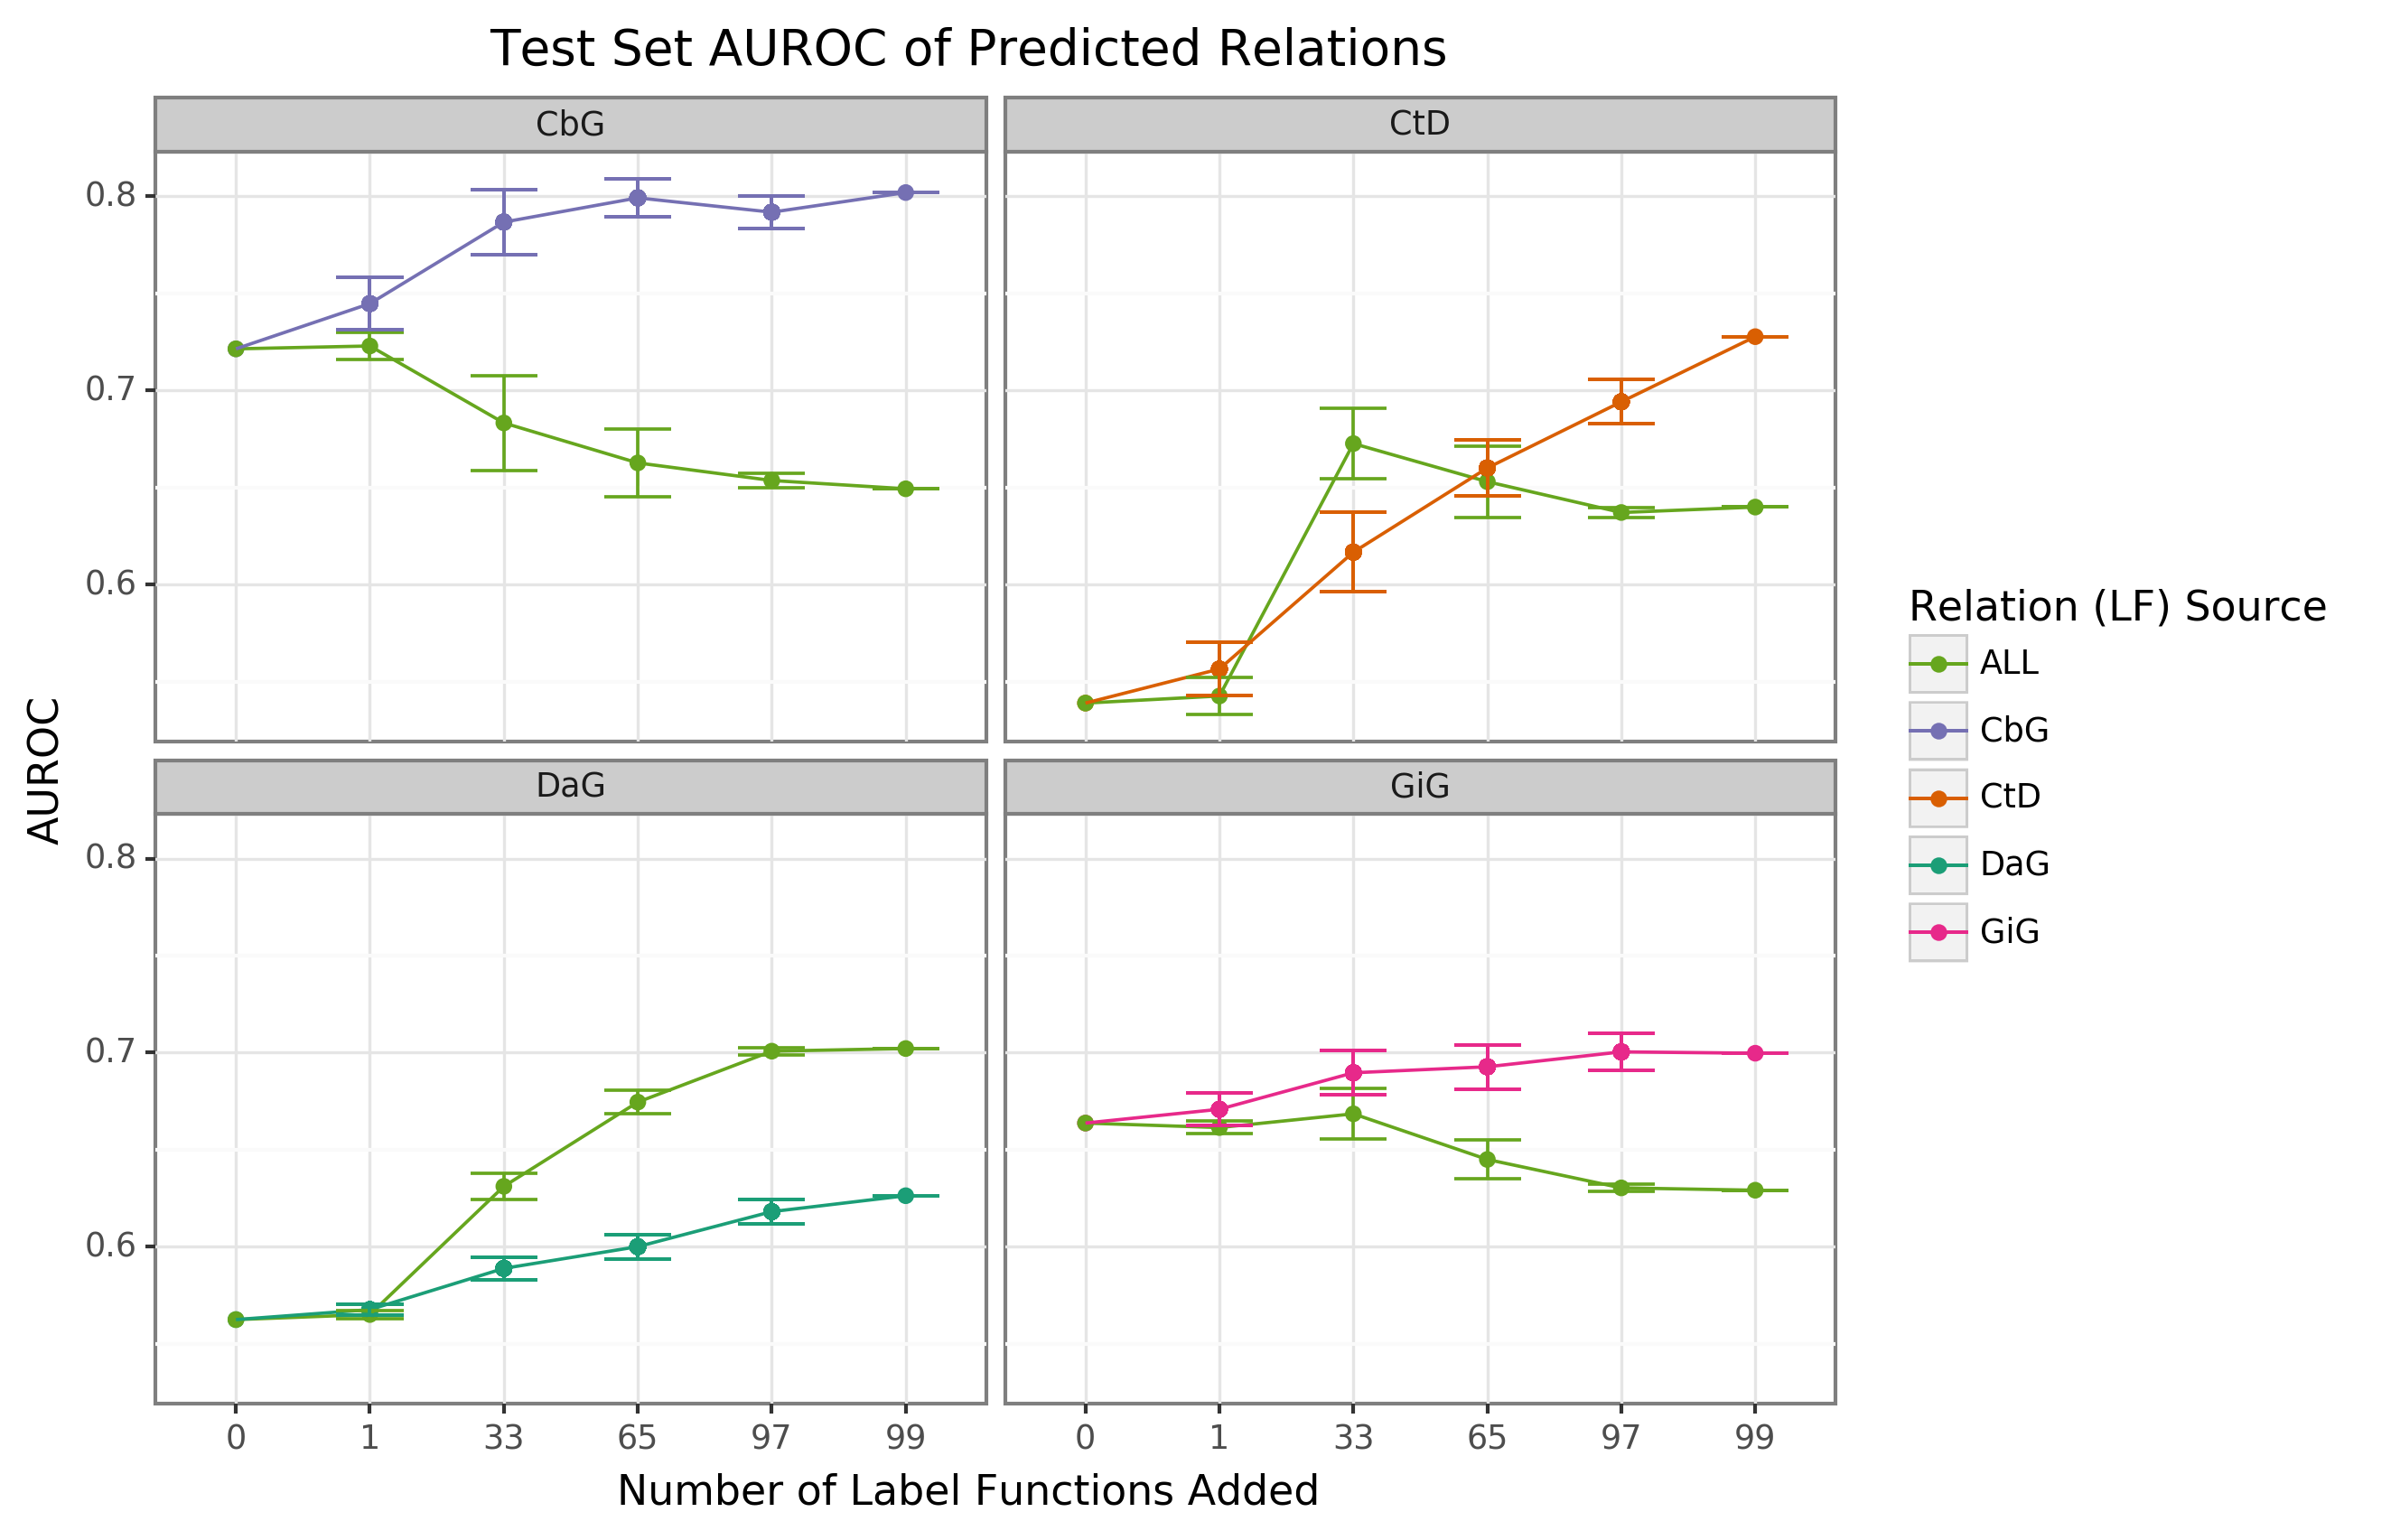 Test Set AUROC of Predicted Relations
CbG
CtD
0.8
0.7
0.6
DaG
GiG
0.8
0.7
0.6
0 1 33 65 97 99
0 1 33 65 97 99
Number of Label Functions Added
AUROC
Relation (LF) Source
ALL
CbG
CtD
DaG
GiG